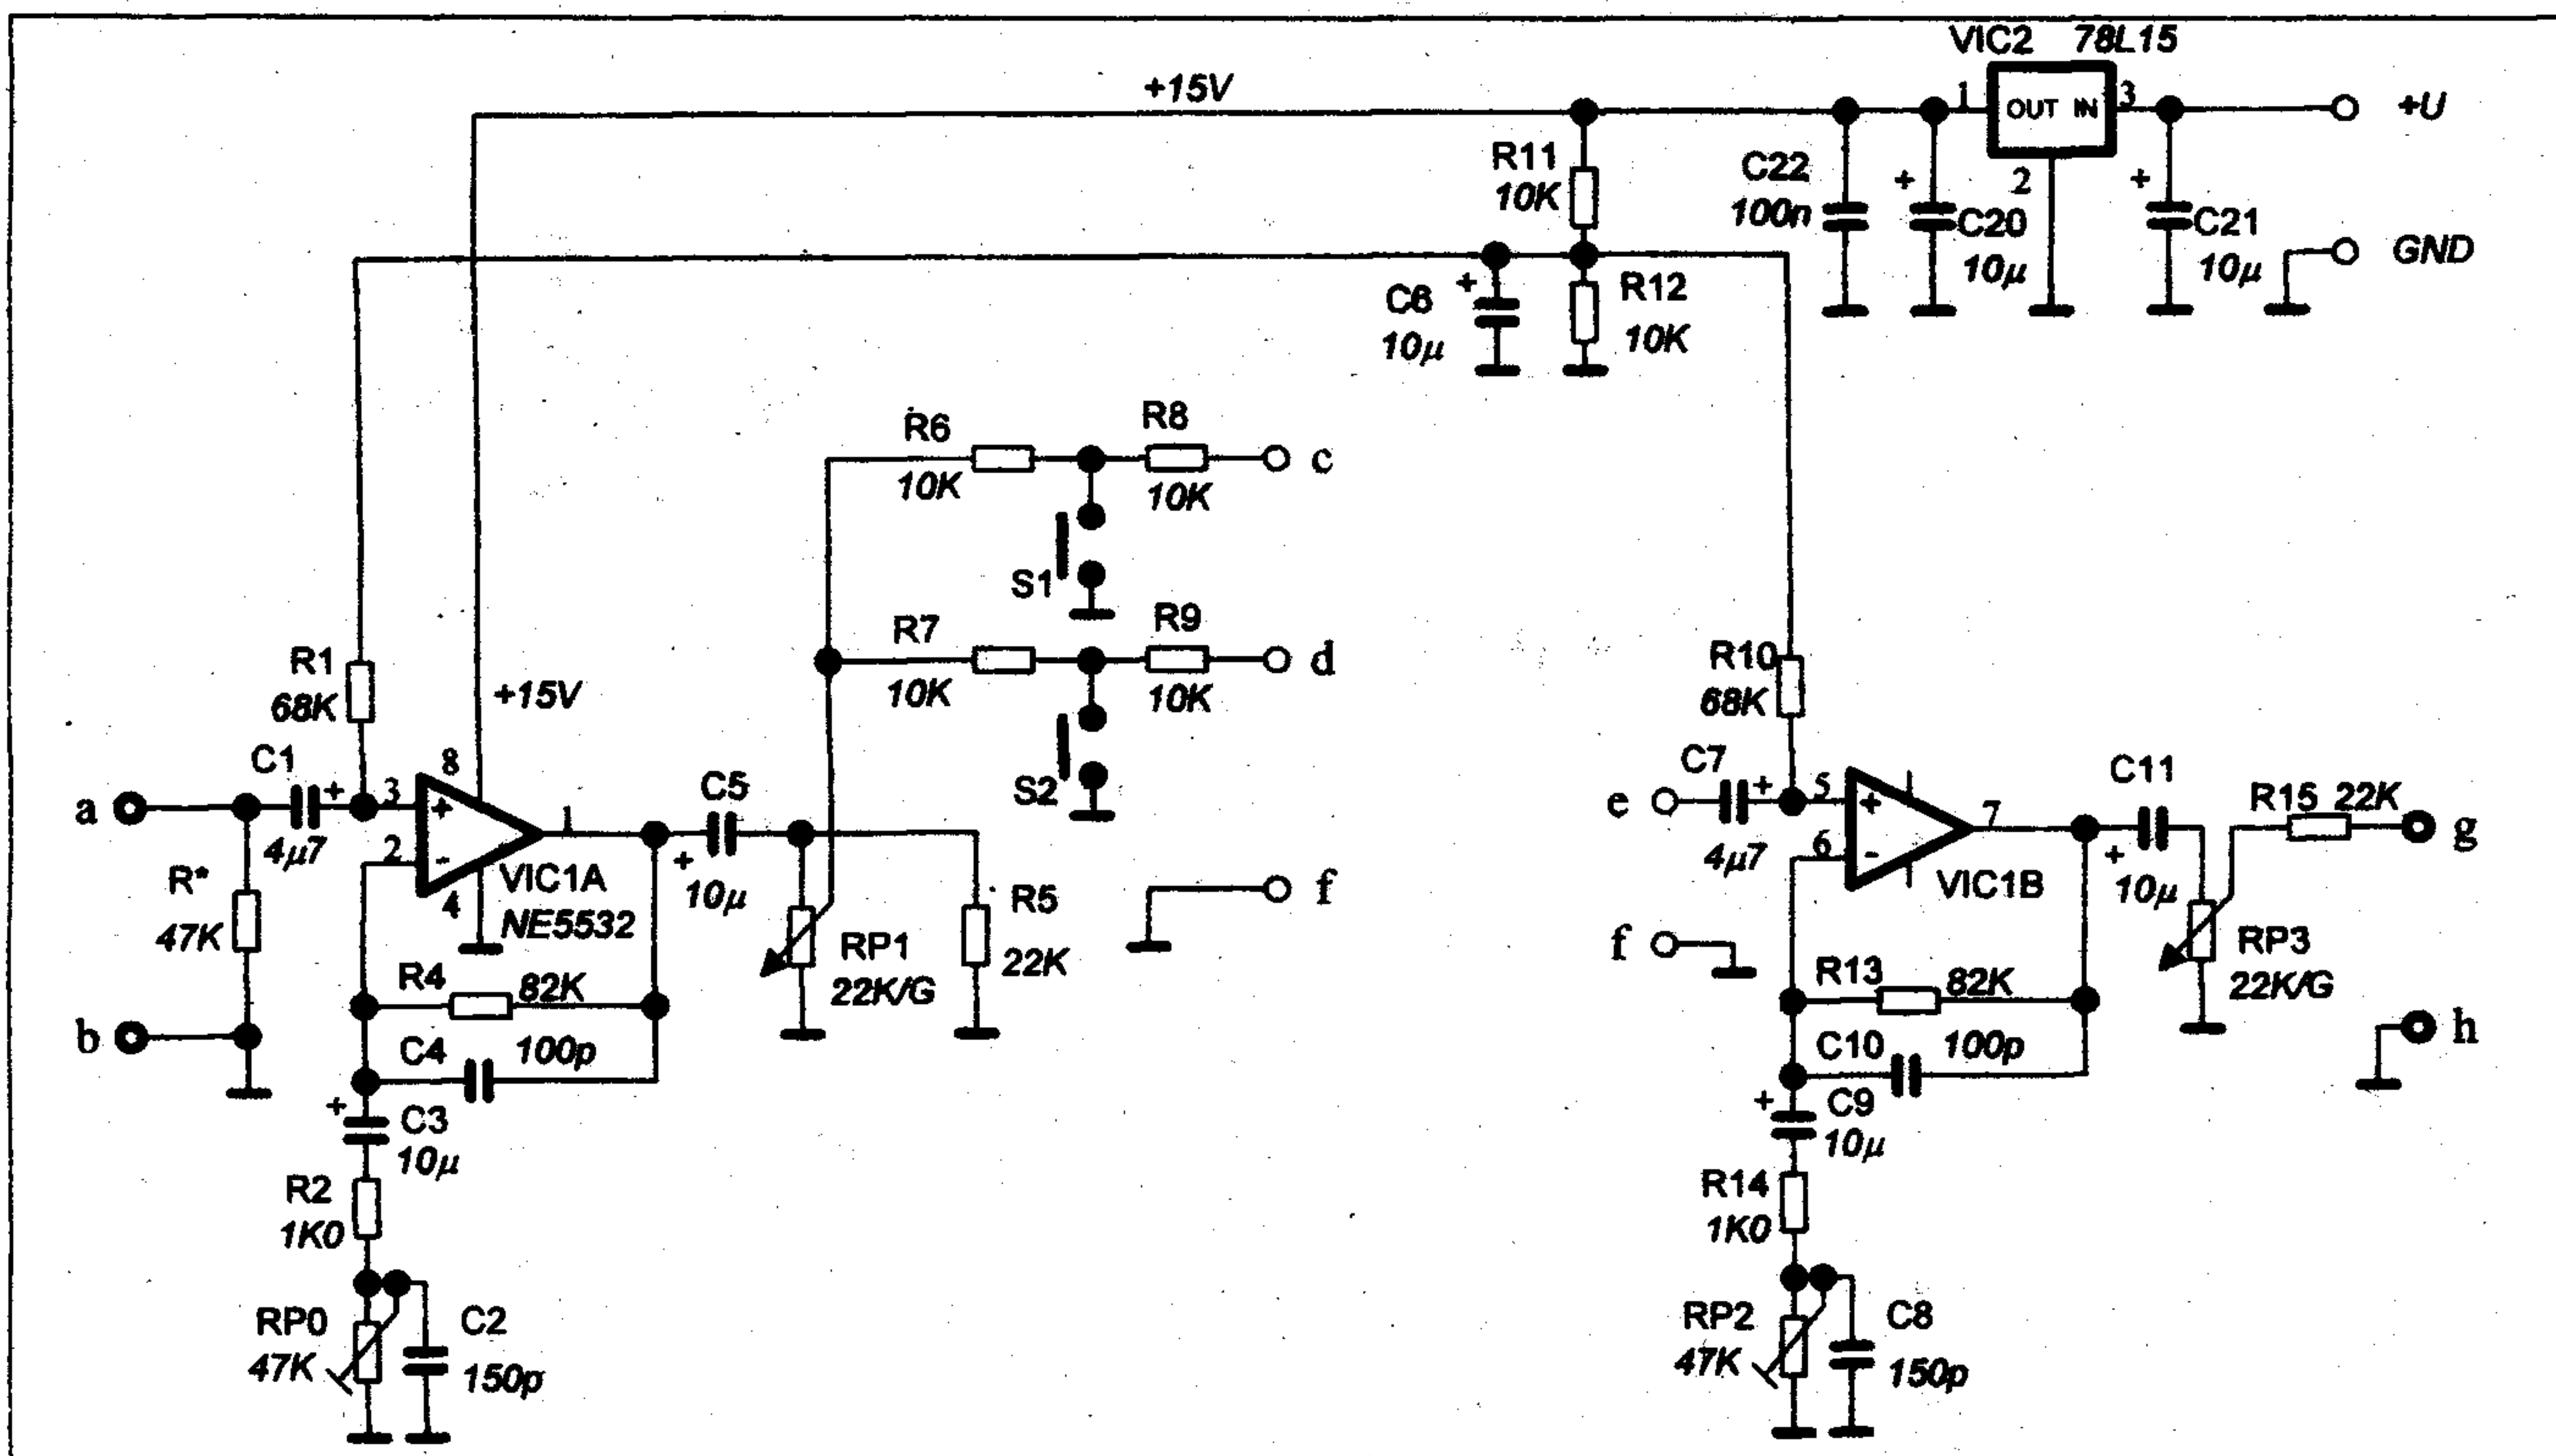 VIC2 78L15
+15V
1 OUT IN 3
+U
R11
10K
C22
100n
+
2
+
C20
10µ
C21
10µ
GND
+
C6
10µ
R12
10K
R6
10K
R8
10K
c
S1
R7
10K
R9
10K
d
S2
R1
68K
+15V
R10
68K
a
C1
+
4µ7
3
8
+
2
-
4
1
VIC1A
NE5532
C5
+
10µ
R*
47K
b
RP1
22K/G
R5
22K
f
e
C7
+
4µ7
5
+
6
-
7
VIC1B
C11
+
10µ
R15 22K
g
f
RP3
22K/G
h
R4
82K
C4
100p
+
C3
10µ
R2
1K0
RP0
47K
C2
150p
R13
82K
C10
100p
+
C9
10µ
R14
1K0
RP2
47K
C8
150p